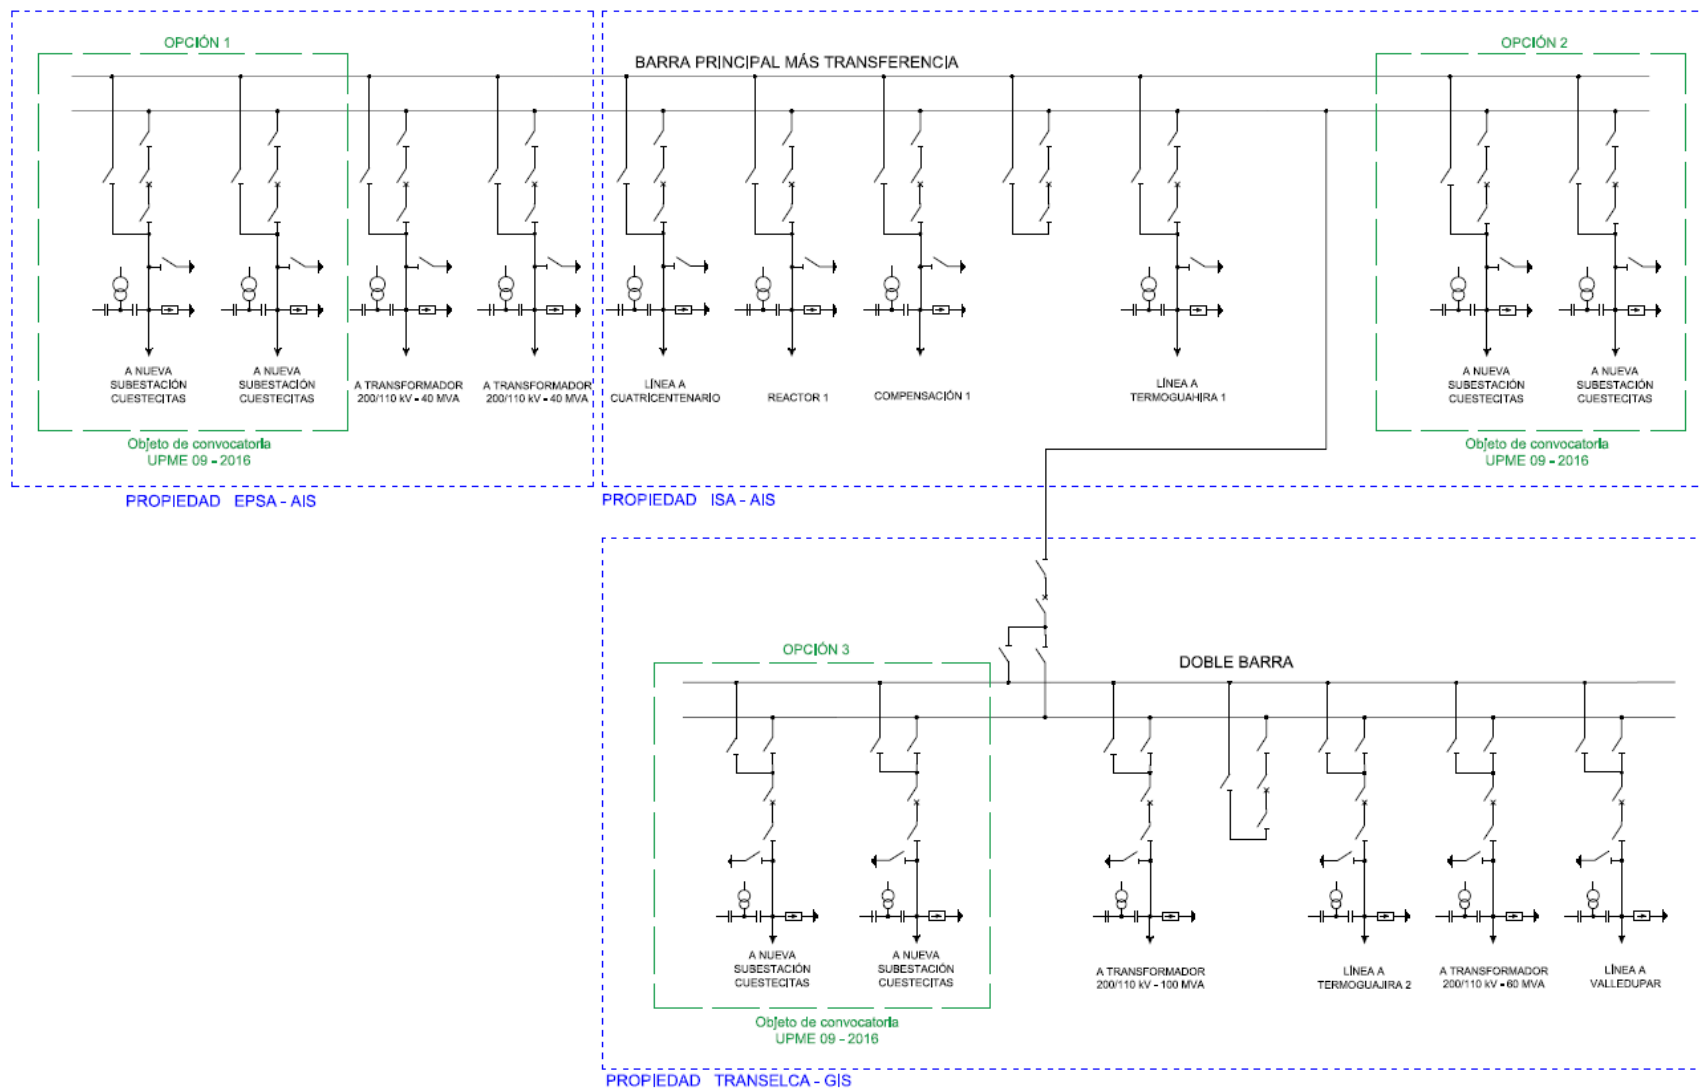 OPCIÓN 1
OPCIÓN 2
BARRA PRINCIPAL MÁS TRANSFERENCIA
A NUEVA
SUBESTACIÓN
CUESTECITAS
A NUEVA
SUBESTACIÓN
CUESTECITAS
A TRANSFORMADOR
200/110 kV - 40 MVA
A TRANSFORMADOR
200/110 kV - 40 MVA
LÍNEA A
CUATRICENTENARIO
REACTOR 1
COMPENSACIÓN 1
LÍNEA A
TERMOGUAHIRA 1
A NUEVA
SUBESTACIÓN
CUESTECITAS
A NUEVA
SUBESTACIÓN
CUESTECITAS
Objeto de convocatoria
UPME 09 - 2016
Objeto de convocatoria
UPME 09 - 2016
PROPIEDAD EPSA - AIS
PROPIEDAD ISA - AIS
OPCIÓN 3
DOBLE BARRA
A NUEVA
SUBESTACIÓN
CUESTECITAS
A NUEVA
SUBESTACIÓN
CUESTECITAS
A TRANSFORMADOR
200/110 kV - 100 MVA
LÍNEA A
TERMOGUAJIRA 2
A TRANSFORMADOR
200/110 kV - 60 MVA
LÍNEA A
VALLEDUPAR
Objeto de convocatoria
UPME 09 - 2016
PROPIEDAD TRANSELCA - GIS